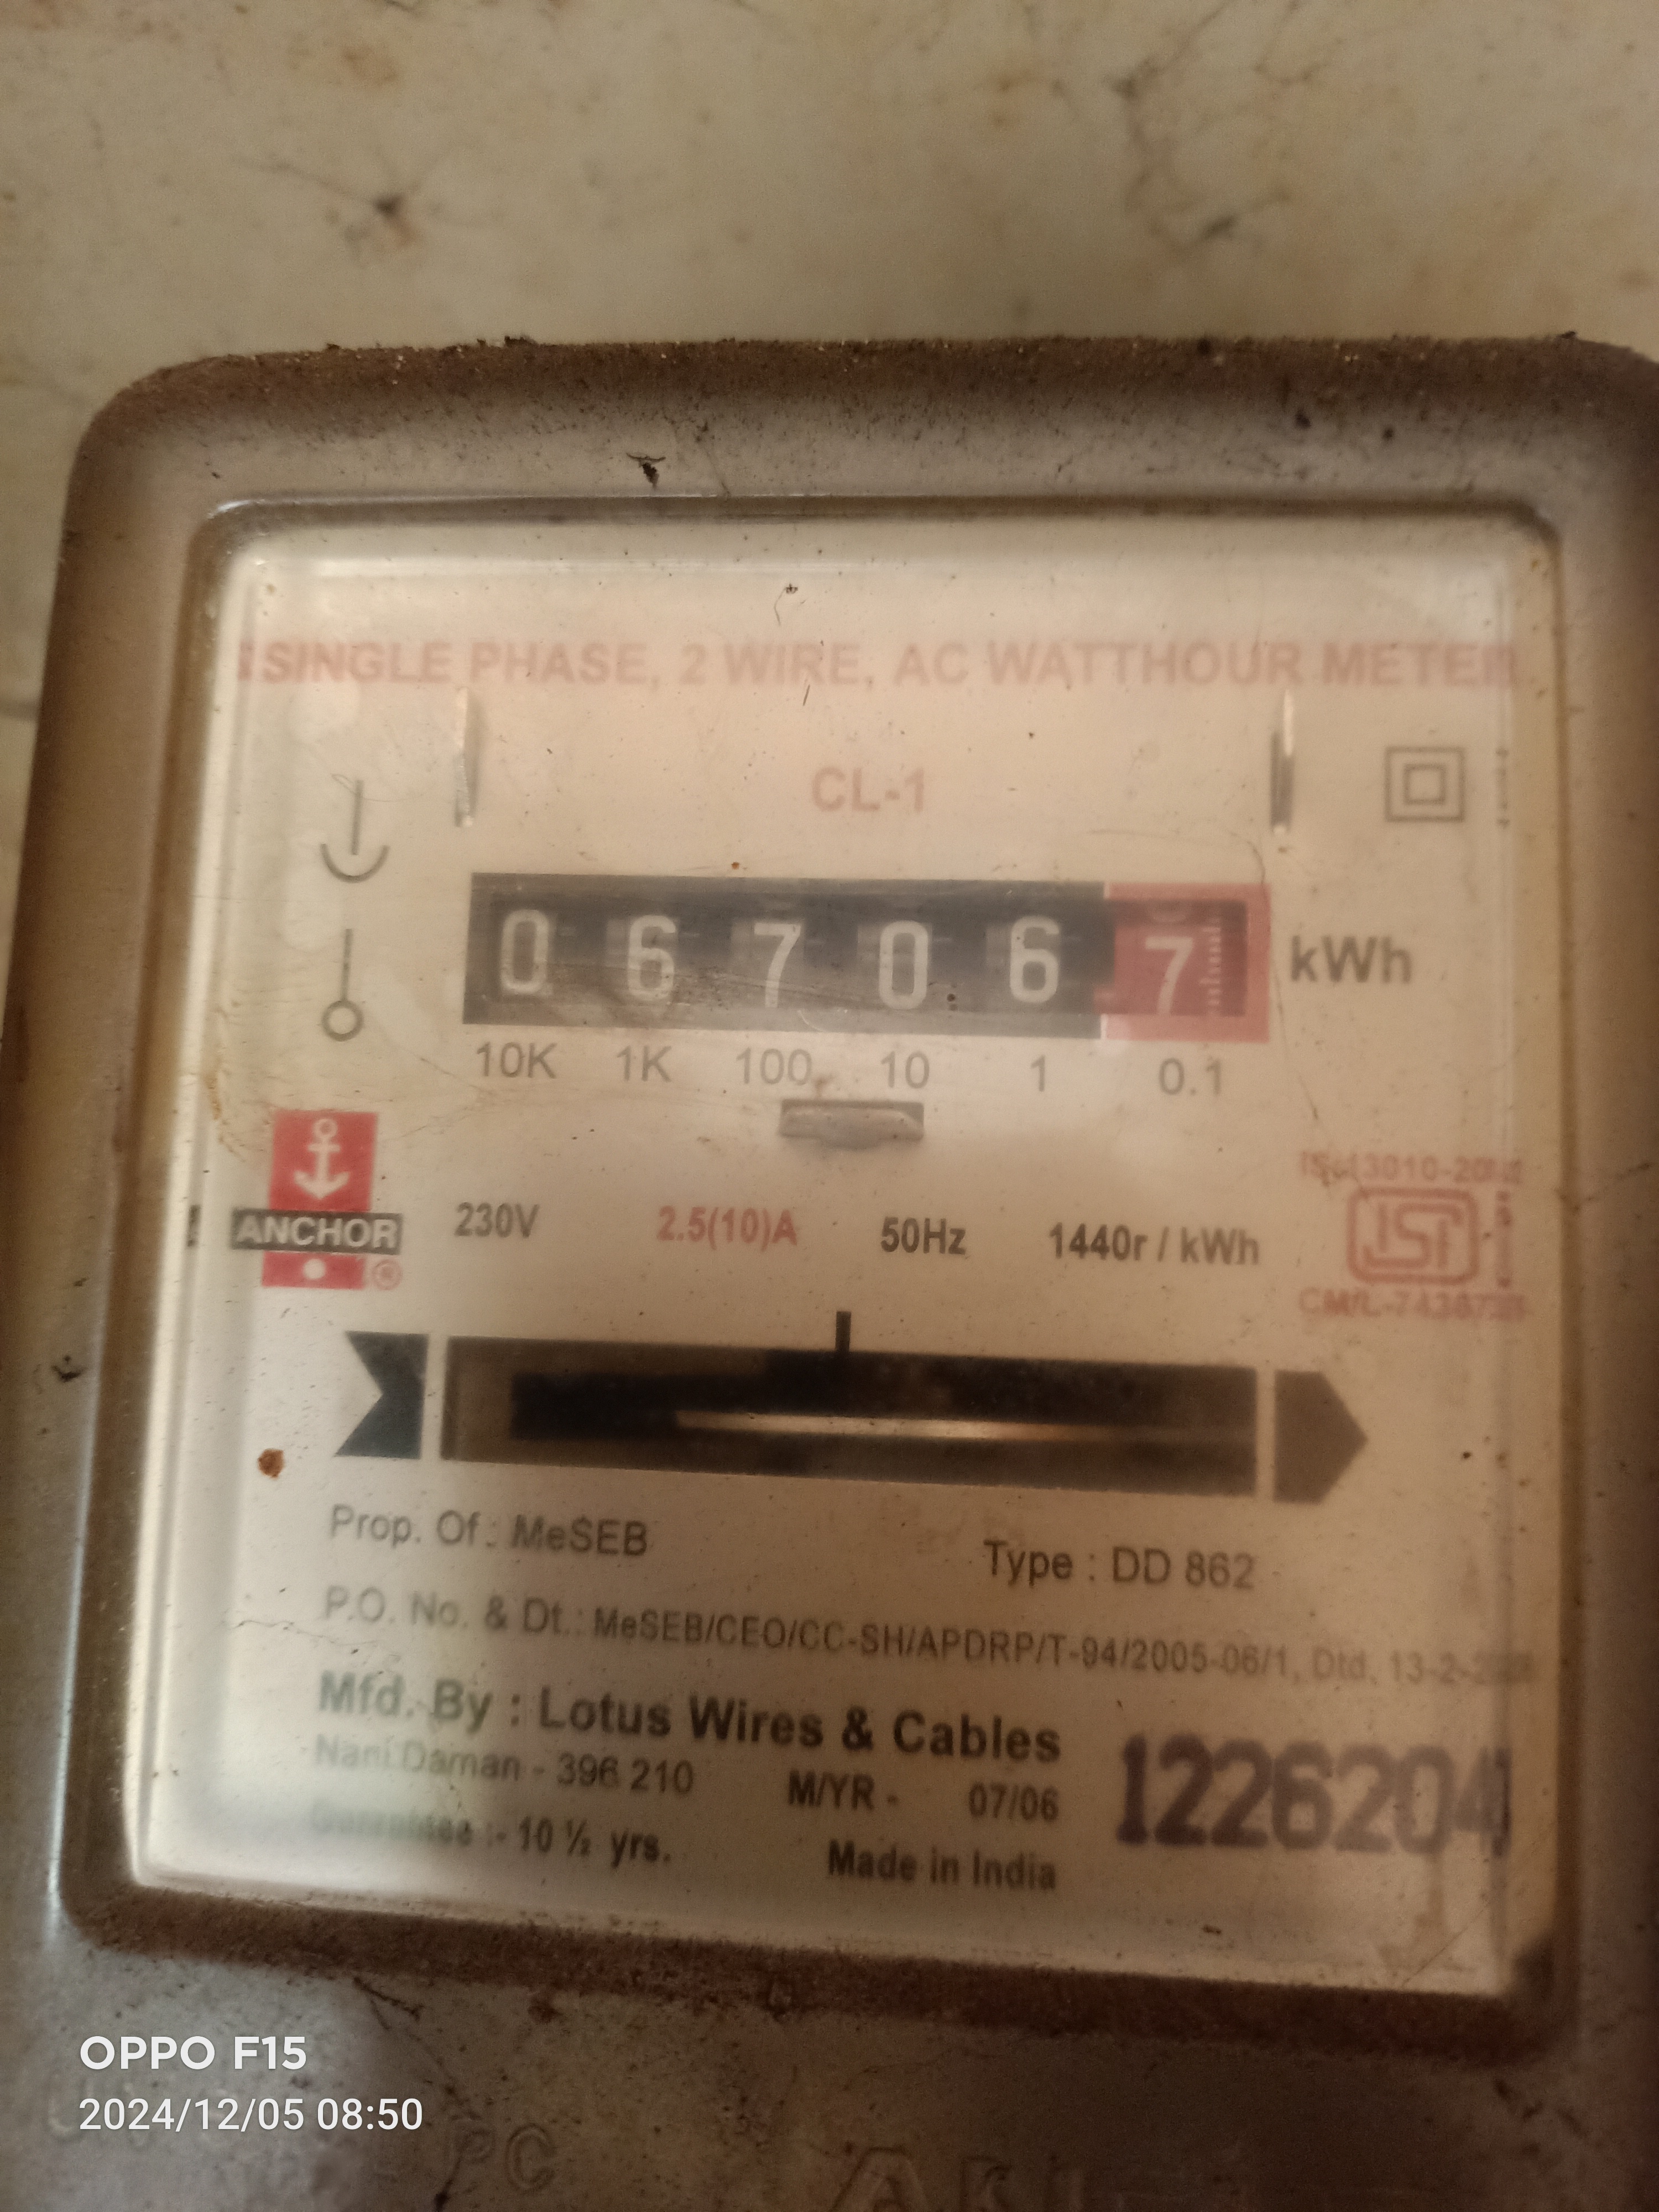 SINGLE PHASE, 2 WIRE, AC WATTHOUR METER
CL-1
0 6 7 0 6 7 kWh
10K 1K 100 10 1 0.1
ANCHOR ®
230V 2.5(10)A 50Hz 1440r / kWh
ISI
Prop. Of : MeSEB
Type : DD 862
P.O. No. & Dt.: MeSEB/CEO/CC-SH/APDRP/T-94/2005-06/1, Dtd. 13-2-
Mfd. By : Lotus Wires & Cables
Nani Daman - 396 210
M/YR - 07/06
1226204
Guarantee :- 10 ½ yrs.
Made in India
OPPO F15
2024/12/05 08:50